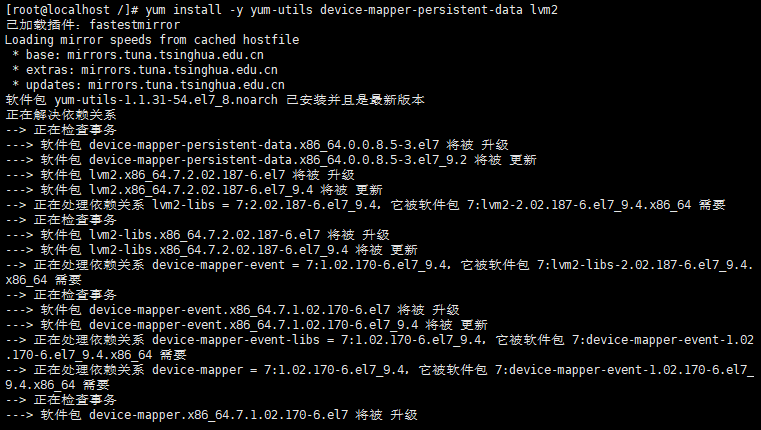 [root@localhost /]# yum install -y yum-utils device-mapper-persistent-data lvm2
已加载插件：fastestmirror
Loading mirror speeds from cached hostfile
 * base: mirrors.tuna.tsinghua.edu.cn
 * extras: mirrors.tuna.tsinghua.edu.cn
 * updates: mirrors.tuna.tsinghua.edu.cn
软件包 yum-utils-1.1.31-54.el7_8.noarch 已安装并且是最新版本
正在解决依赖关系
--> 正在检查事务
---> 软件包 device-mapper-persistent-data.x86_64.0.0.8.5-3.el7 将被 升级
---> 软件包 device-mapper-persistent-data.x86_64.0.0.8.5-3.el7_9.2 将被 更新
---> 软件包 lvm2.x86_64.7.2.02.187-6.el7 将被 升级
---> 软件包 lvm2.x86_64.7.2.02.187-6.el7_9.4 将被 更新
--> 正在处理依赖关系 lvm2-libs = 7:2.02.187-6.el7_9.4，它被软件包 7:lvm2-2.02.187-6.el7_9.4.x86_64 需要
--> 正在检查事务
---> 软件包 lvm2-libs.x86_64.7.2.02.187-6.el7 将被 升级
---> 软件包 lvm2-libs.x86_64.7.2.02.187-6.el7_9.4 将被 更新
--> 正在处理依赖关系 device-mapper-event = 7:1.02.170-6.el7_9.4，它被软件包 7:lvm2-libs-2.02.187-6.el7_9.4.
x86_64 需要
--> 正在检查事务
---> 软件包 device-mapper-event.x86_64.7.1.02.170-6.el7 将被 升级
---> 软件包 device-mapper-event.x86_64.7.1.02.170-6.el7_9.4 将被 更新
--> 正在处理依赖关系 device-mapper-event-libs = 7:1.02.170-6.el7_9.4，它被软件包 7:device-mapper-event-1.02
.170-6.el7_9.4.x86_64 需要
--> 正在处理依赖关系 device-mapper = 7:1.02.170-6.el7_9.4，它被软件包 7:device-mapper-event-1.02.170-6.el7_
9.4.x86_64 需要
--> 正在检查事务
---> 软件包 device-mapper.x86_64.7.1.02.170-6.el7 将被 升级